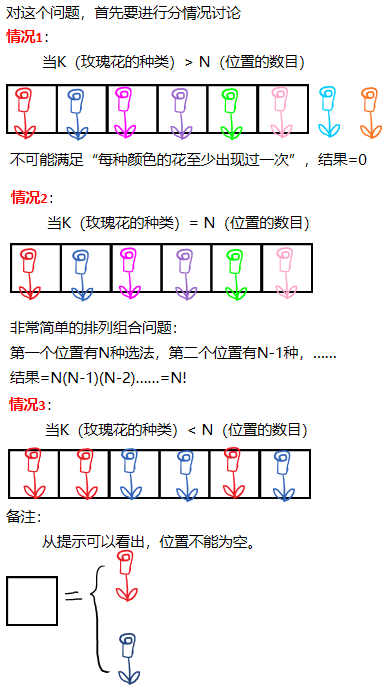 对这个问题，首先要进行分情况讨论
情况1：
当K（玫瑰花的种类）> N（位置的数目）
不可能满足“每种颜色的花至少出现过一次”，结果=0
情况2：
当K（玫瑰花的种类）= N（位置的数目）
非常简单的排列组合问题：
第一个位置有N种选法，第二个位置有N-1种，……
结果=N(N-1)(N-2)……=N!
情况3：
当K（玫瑰花的种类）< N（位置的数目）
备注：
从提示可以看出，位置不能为空。
=